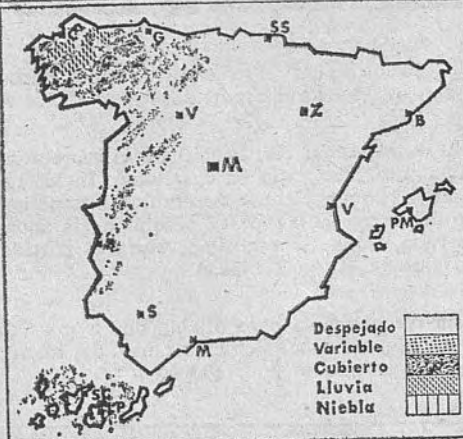 C
G
SS
V
Z
B
M
V
PM
S
M
Despejado
Variable
Cubierto
Lluvia
Niebla